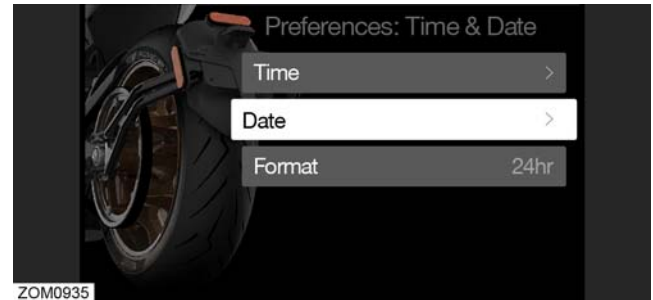 Preferences: Time & Date
Time >
Date >
Format 24hr
ZOM0935